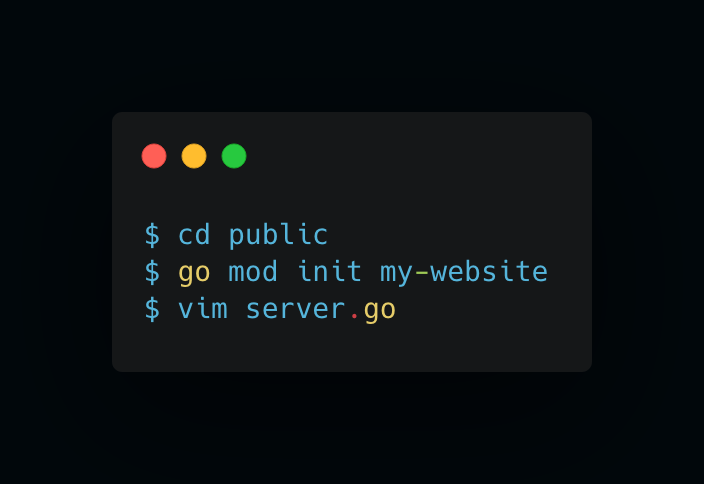 $ cd public
$ go mod init my-website
$ vim server.go